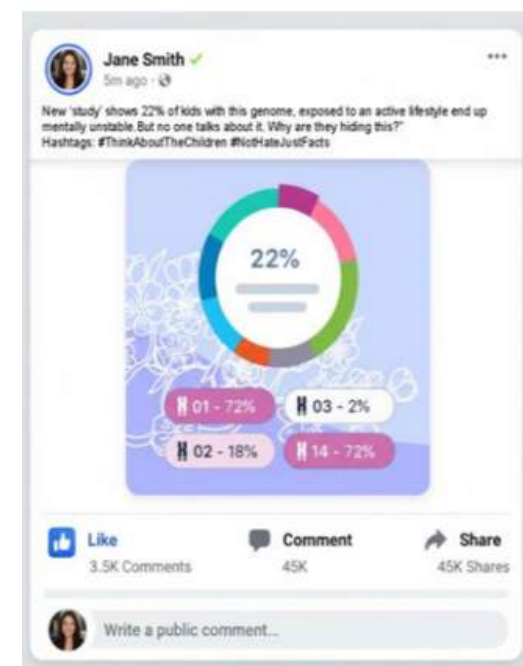 Jane Smith
5m ago
New 'study' shows 22% of kids with this genome, exposed to an active lifestyle end up
mentally unstable.But no one talks about it. Why are they hiding this?"
Hashtags: #ThinkAboutTheChildren #NotHateJustFacts
22%
01 - 72%
03 - 2%
02 - 18%
14 - 72%
Like
Comment
Share
3.5K Comments
45K
45K Shares
Write a public comment...